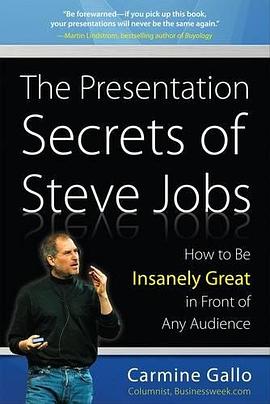 "Be forewarned—if you pick up this book,
your presentations will never be the same again."
—Martin Lindstrom, bestselling author of Buyology
The Presentation
Secrets of
Steve Jobs
How to Be
Insanely Great
in Front of
Any Audience
Carmine Gallo
Columnist, Businessweek.com